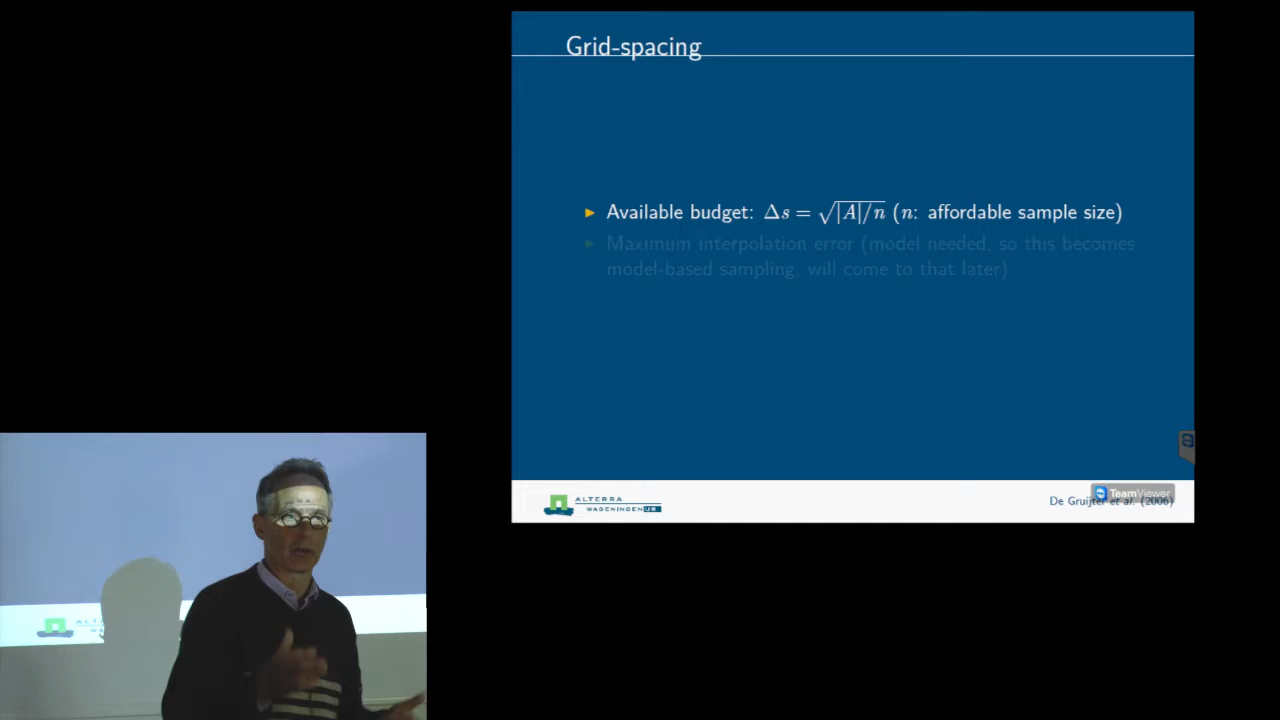 Grid-spacing
▶ Available budget: Δs = √|A|/n (n: affordable sample size)
▶ Maximum interpolation error (model needed, so this becomes
model-based sampling, will come to that later)
ALTERRA
WAGENINGEN UR
TeamViewer
De Gruijter et al. (2006)